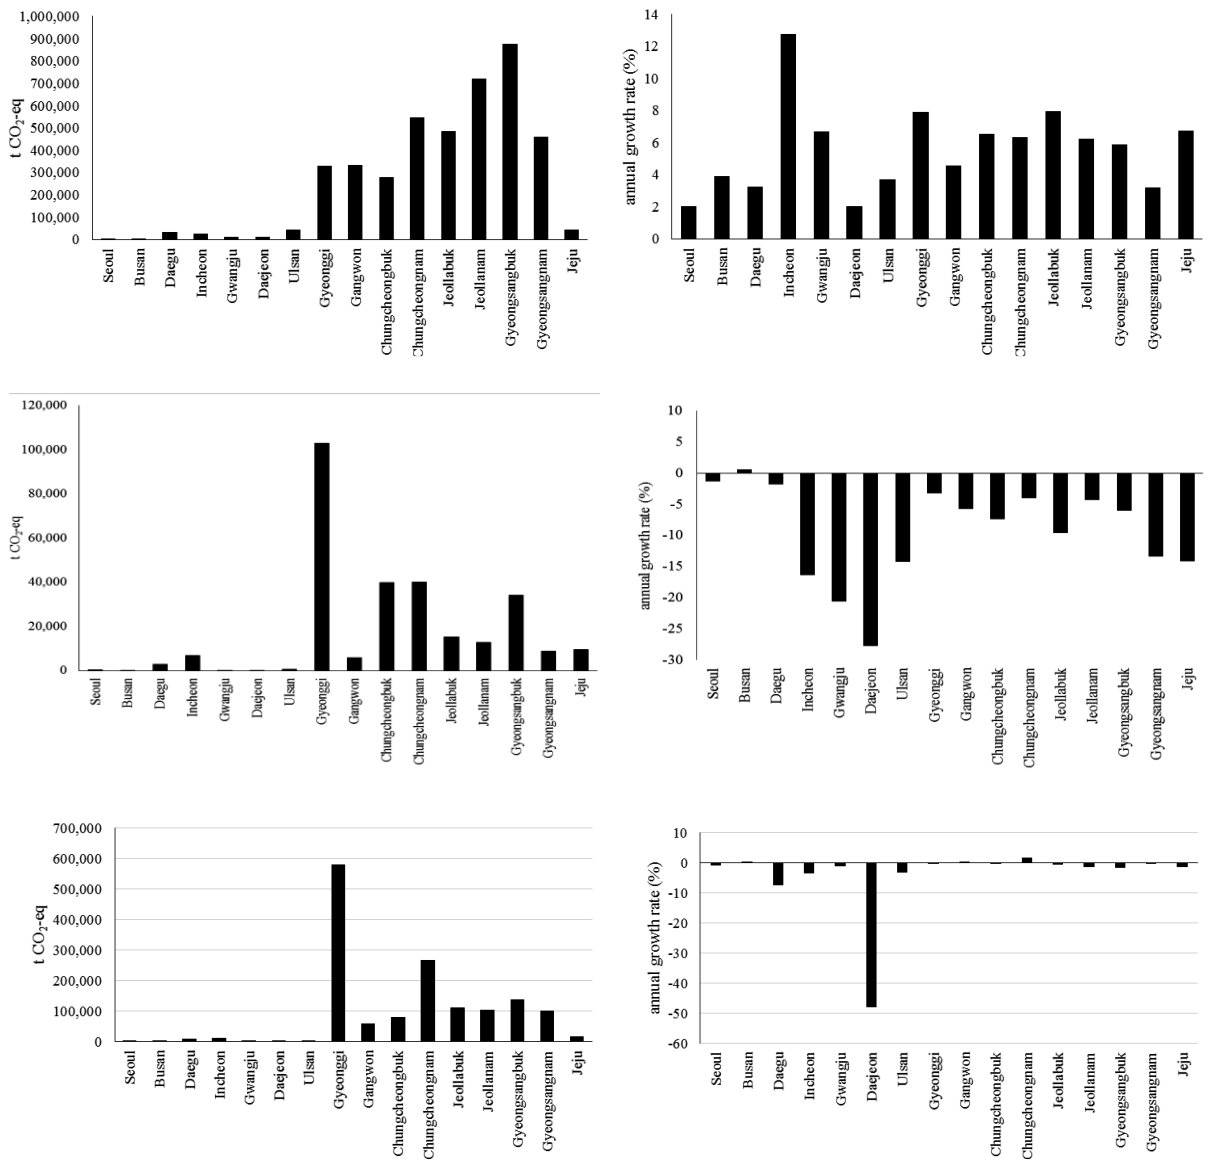 1,000,000
900,000
800,000
700,000
600,000
500,000
400,000
300,000
200,000
100,000
0
t CO₂-eq
Seoul
Busan
Daegu
Incheon
Gwangju
Daejeon
Ulsan
Gyeonggi
Gangwon
Chungcheongbuk
Chungcheongnam
Jeollabuk
Jeollanam
Gyeongsangbuk
Gyeongsangnam
Jeju
14
12
10
8
6
4
2
0
annual growth rate (%)
Seoul
Busan
Daegu
Incheon
Gwangju
Daejeon
Ulsan
Gyeonggi
Gangwon
Chungcheongbuk
Chungcheongnam
Jeollabuk
Jeollanam
Gyeongsangbuk
Gyeongsangnam
Jeju
120,000
100,000
80,000
60,000
40,000
20,000
0
t CO₂-eq
Seoul
Busan
Daegu
Incheon
Gwangju
Daejeon
Ulsan
Gyeonggi
Gangwon
Chungcheongbuk
Chungcheongnam
Jeollabuk
Jeollanam
Gyeongsangbuk
Gyeongsangnam
Jeju
10
5
0
-5
-10
-15
-20
-25
-30
annual growth rate (%)
Seoul
Busan
Daegu
Incheon
Gwangju
Daejeon
Ulsan
Gyeonggi
Gangwon
Chungcheongbuk
Chungcheongnam
Jeollabuk
Jeollanam
Gyeongsangbuk
Gyeongsangnam
Jeju
700,000
600,000
500,000
400,000
300,000
200,000
100,000
0
t CO₂-eq
Seoul
Busan
Daegu
Incheon
Gwangju
Daejeon
Ulsan
Gyeonggi
Gangwon
Chungcheongbuk
Chungcheongnam
Jeollabuk
Jeollanam
Gyeongsangbuk
Gyeongsangnam
Jeju
10
0
-10
-20
-30
-40
-50
-60
annual growth rate (%)
Seoul
Busan
Daegu
Incheon
Gwangju
Daejeon
Ulsan
Gyeonggi
Gangwon
Chungcheongbuk
Chungcheongnam
Jeollabuk
Jeollanam
Gyeongsangbuk
Gyeongsangnam
Jeju